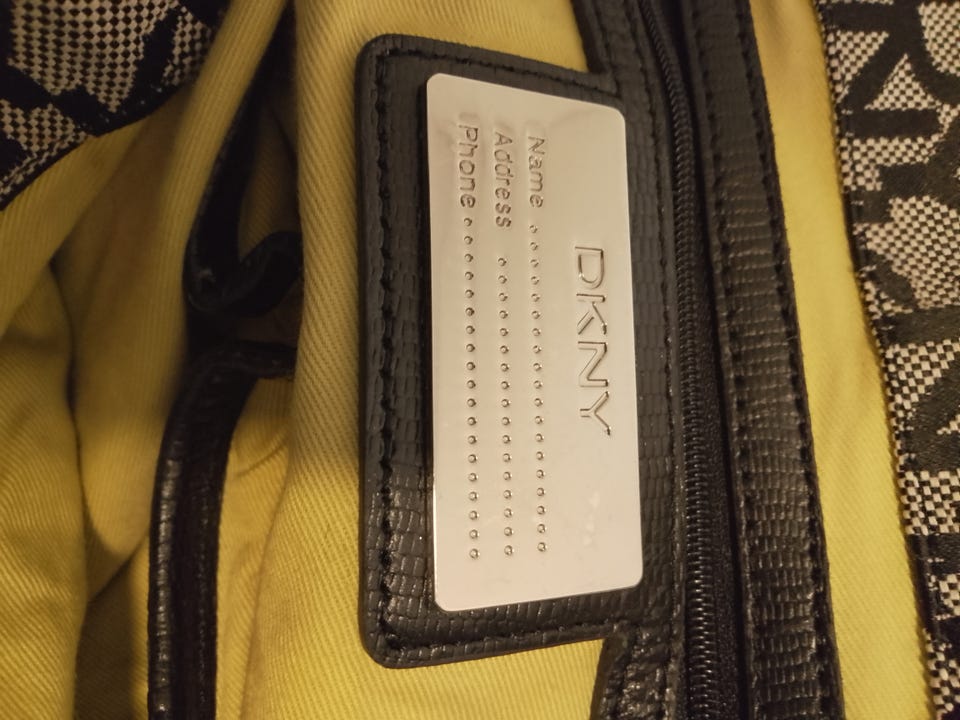 DKNY
Name ..................
Address ................
Phone ...................